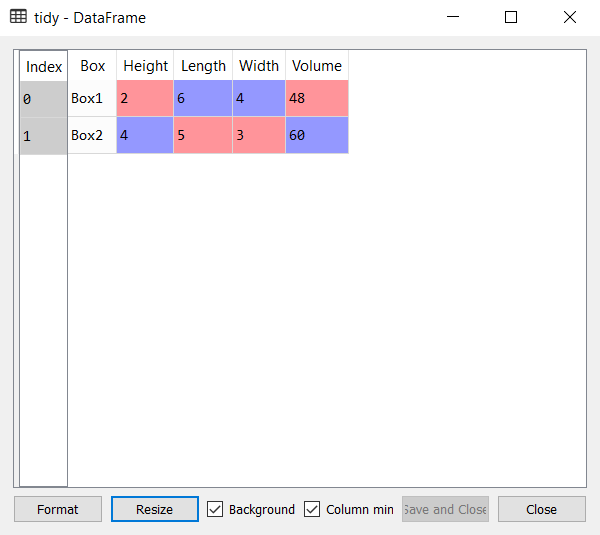 tidy - DataFrame
Index Box Height Length Width Volume
0 Box1 2 6 4 48
1 Box2 4 5 3 60
Format Resize Background Column min Save and Close Close